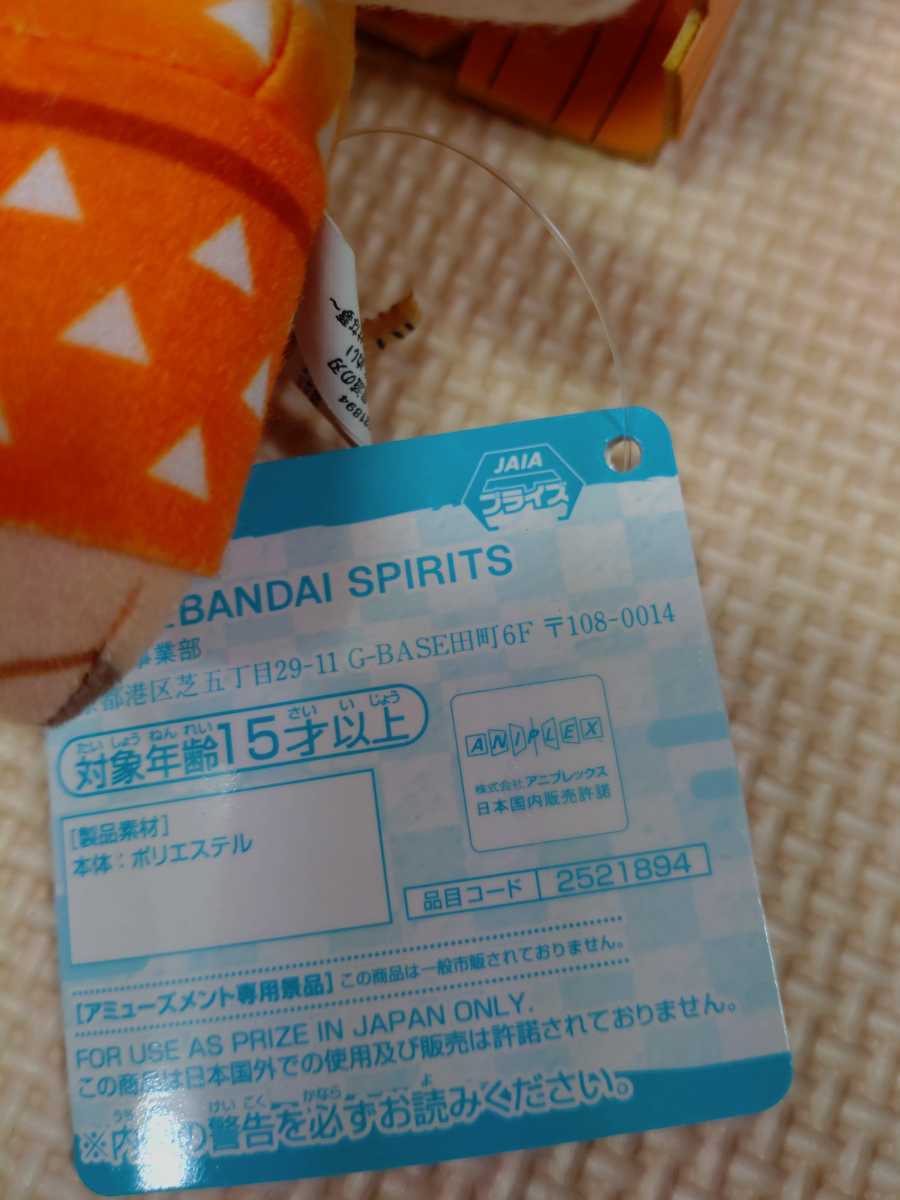 JAIA
プライズ
BANDAI SPIRITS
事業部
都港区芝五丁目29-11 G-BASE田町6F 〒108-0014
たいしょうねんれい さい いじょう
対象年齢15才以上
ANIPLEX
株式会社アニプレックス
日本国内販売許諾
[製品素材]
本体：ポリエステル
品目コード 2521894
[アミューズメント専用景品] この商品は一般市販されておりません。
FOR USE AS PRIZE IN JAPAN ONLY.
この商品は日本国外での使用及び販売は許諾されておりません。
けいこく かなら よ
※内 の警告を必ずお読みください。